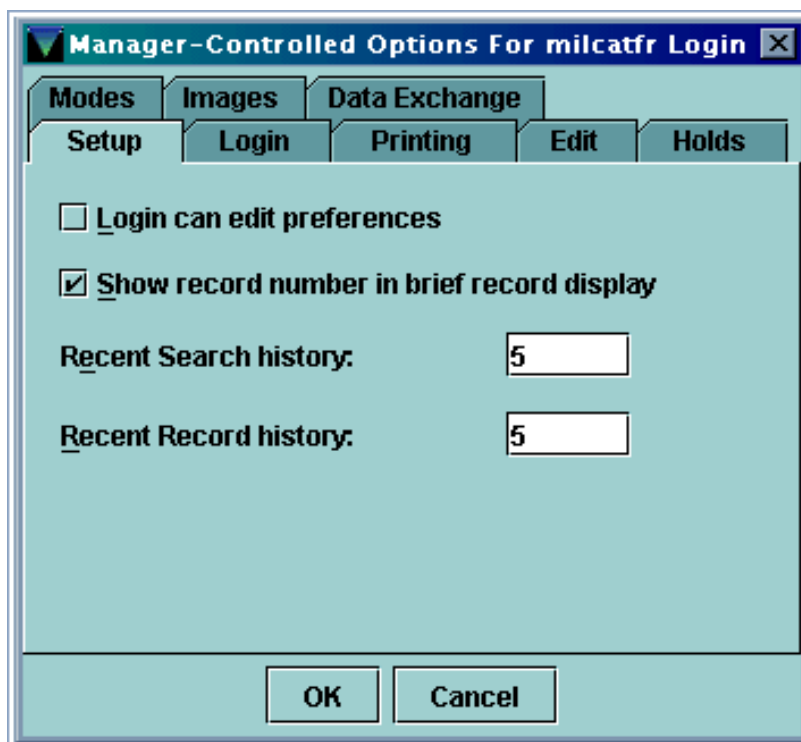 Manager-Controlled Options For milcatfr Login
Modes Images Data Exchange
Setup Login Printing Edit Holds
Login can edit preferences
Show record number in brief record display
Recent Search history: 5
Recent Record history: 5
OK Cancel